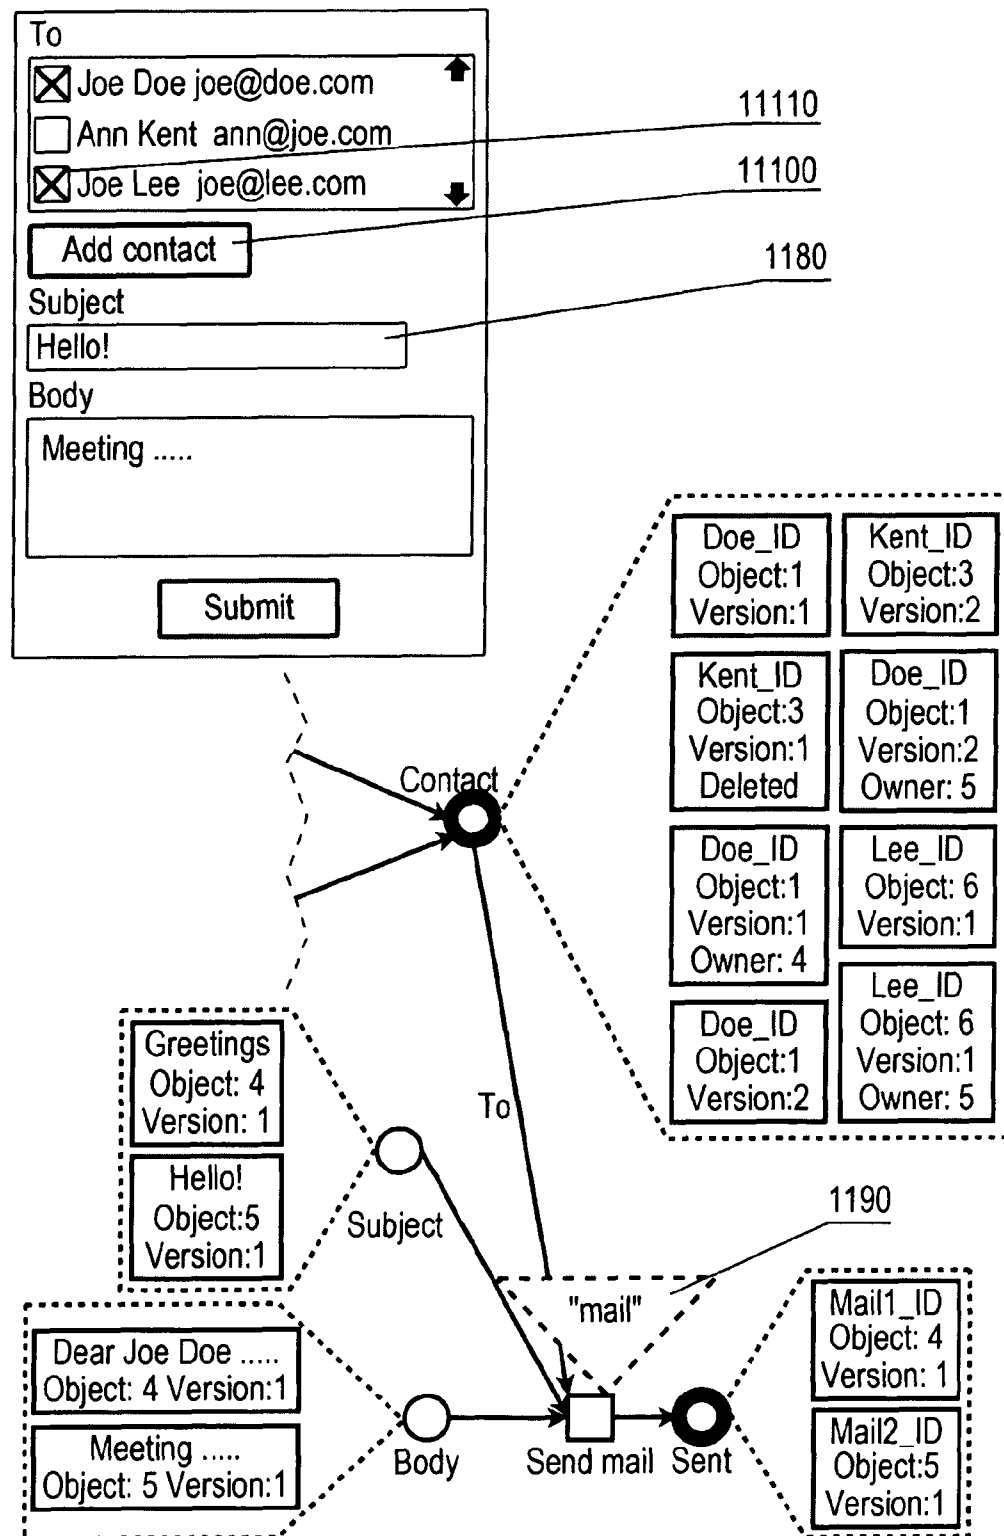 To
Joe Doe joe@doe.com
Ann Kent ann@joe.com
Joe Lee joe@lee.com
Add contact
Subject
Hello!
Body
Meeting .....
Submit
11110
11100
1180
Contact
Doe_ID
Object:1
Version:1
Kent_ID
Object:3
Version:2
Kent_ID
Object:3
Version:1
Deleted
Doe_ID
Object:1
Version:2
Owner: 5
Doe_ID
Object:1
Version:1
Owner: 4
Lee_ID
Object: 6
Version:1
Doe_ID
Object:1
Version:2
Lee_ID
Object: 6
Version:1
Owner: 5
Greetings
Object: 4
Version: 1
Hello!
Object:5
Version:1
To
Subject
1190
"mail"
Dear Joe Doe .....
Object: 4 Version:1
Meeting .....
Object: 5 Version:1
Body
Send mail
Sent
Mail1_ID
Object: 4
Version: 1
Mail2_ID
Object:5
Version:1